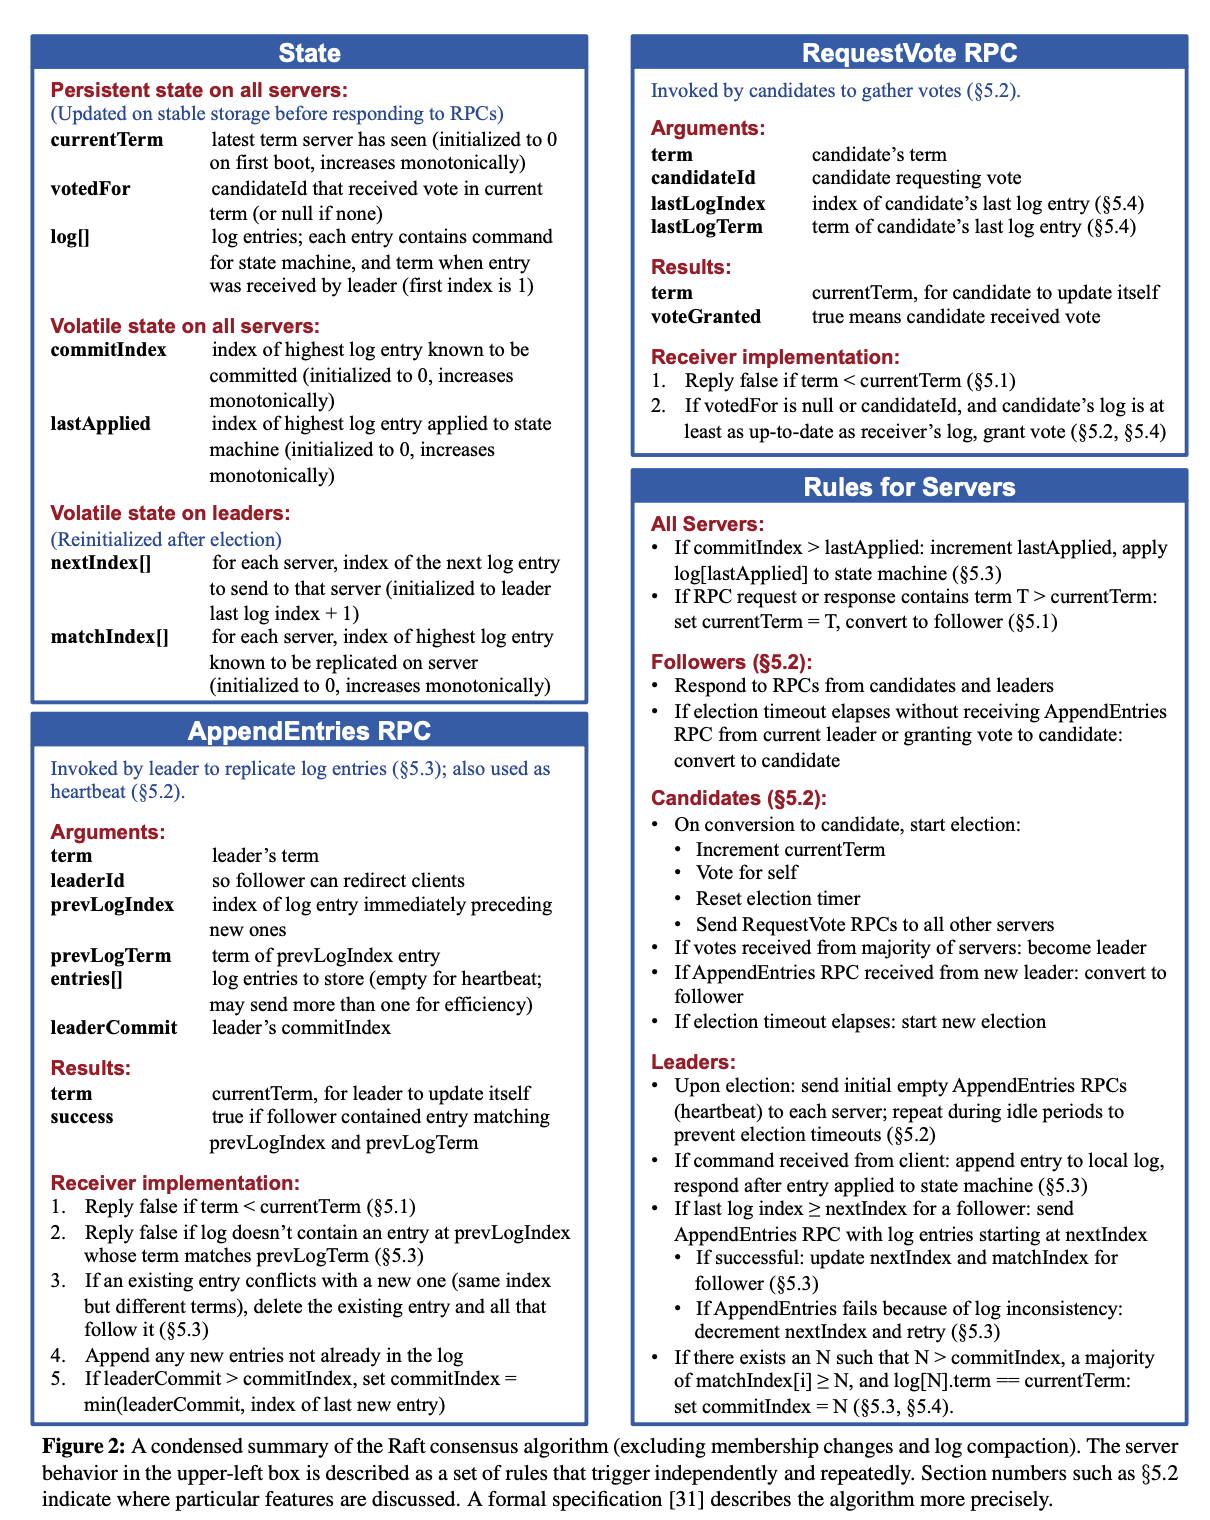 State
Persistent state on all servers:
(Updated on stable storage before responding to RPCs)
currentTerm latest term server has seen (initialized to 0
on first boot, increases monotonically)
votedFor candidateId that received vote in current
term (or null if none)
log[] log entries; each entry contains command
for state machine, and term when entry
was received by leader (first index is 1)
Volatile state on all servers:
commitIndex index of highest log entry known to be
committed (initialized to 0, increases
monotonically)
lastApplied index of highest log entry applied to state
machine (initialized to 0, increases
monotonically)
Volatile state on leaders:
(Reinitialized after election)
nextIndex[] for each server, index of the next log entry
to send to that server (initialized to leader
last log index + 1)
matchIndex[] for each server, index of highest log entry
known to be replicated on server
(initialized to 0, increases monotonically)
AppendEntries RPC
Invoked by leader to replicate log entries (§5.3); also used as
heartbeat (§5.2).
Arguments:
term leader’s term
leaderId so follower can redirect clients
prevLogIndex index of log entry immediately preceding
new ones
prevLogTerm term of prevLogIndex entry
entries[] log entries to store (empty for heartbeat;
may send more than one for efficiency)
leaderCommit leader’s commitIndex
Results:
term currentTerm, for leader to update itself
success true if follower contained entry matching
prevLogIndex and prevLogTerm
Receiver implementation:
1. Reply false if term < currentTerm (§5.1)
2. Reply false if log doesn’t contain an entry at prevLogIndex
whose term matches prevLogTerm (§5.3)
3. If an existing entry conflicts with a new one (same index
but different terms), delete the existing entry and all that
follow it (§5.3)
4. Append any new entries not already in the log
5. If leaderCommit > commitIndex, set commitIndex =
min(leaderCommit, index of last new entry)
RequestVote RPC
Invoked by candidates to gather votes (§5.2).
Arguments:
term candidate’s term
candidateId candidate requesting vote
lastLogIndex index of candidate’s last log entry (§5.4)
lastLogTerm term of candidate’s last log entry (§5.4)
Results:
term currentTerm, for candidate to update itself
voteGranted true means candidate received vote
Receiver implementation:
1. Reply false if term < currentTerm (§5.1)
2. If votedFor is null or candidateId, and candidate’s log is at
least as up-to-date as receiver’s log, grant vote (§5.2, §5.4)
Rules for Servers
All Servers:
• If commitIndex > lastApplied: increment lastApplied, apply
log[lastApplied] to state machine (§5.3)
• If RPC request or response contains term T > currentTerm:
set currentTerm = T, convert to follower (§5.1)
Followers (§5.2):
• Respond to RPCs from candidates and leaders
• If election timeout elapses without receiving AppendEntries
RPC from current leader or granting vote to candidate:
convert to candidate
Candidates (§5.2):
• On conversion to candidate, start election:
• Increment currentTerm
• Vote for self
• Reset election timer
• Send RequestVote RPCs to all other servers
• If votes received from majority of servers: become leader
• If AppendEntries RPC received from new leader: convert to
follower
• If election timeout elapses: start new election
Leaders:
• Upon election: send initial empty AppendEntries RPCs
(heartbeat) to each server; repeat during idle periods to
prevent election timeouts (§5.2)
• If command received from client: append entry to local log,
respond after entry applied to state machine (§5.3)
• If last log index ≥ nextIndex for a follower: send
AppendEntries RPC with log entries starting at nextIndex
• If successful: update nextIndex and matchIndex for
follower (§5.3)
• If AppendEntries fails because of log inconsistency:
decrement nextIndex and retry (§5.3)
• If there exists an N such that N > commitIndex, a majority
of matchIndex[i] ≥ N, and log[N].term == currentTerm:
set commitIndex = N (§5.3, §5.4).
Figure 2: A condensed summary of the Raft consensus algorithm (excluding membership changes and log compaction). The server
behavior in the upper-left box is described as a set of rules that trigger independently and repeatedly. Section numbers such as §5.2
indicate where particular features are discussed. A formal specification [31] describes the algorithm more precisely.